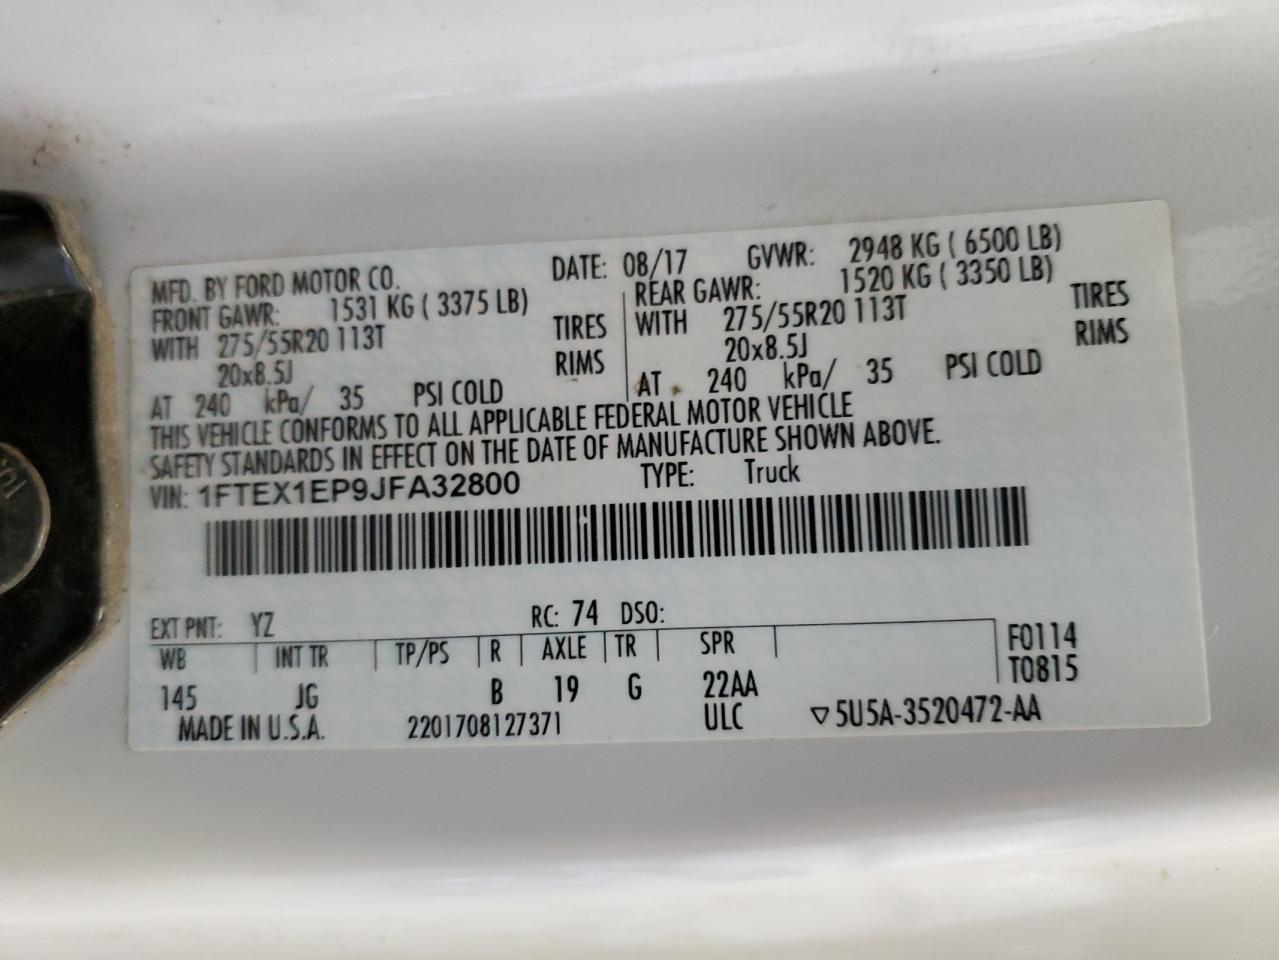 MFD. BY FORD MOTOR CO. DATE: 08/17 GVWR: 2948 KG ( 6500 LB)
FRONT GAWR: 1531 KG ( 3375 LB) REAR GAWR: 1520 KG ( 3350 LB)
WITH 275/55R20 113T TIRES WITH 275/55R20 113T TIRES
20x8.5J RIMS 20x8.5J RIMS
AT 240 kPa/ 35 PSI COLD AT 240 kPa/ 35 PSI COLD
THIS VEHICLE CONFORMS TO ALL APPLICABLE FEDERAL MOTOR VEHICLE
SAFETY STANDARDS IN EFFECT ON THE DATE OF MANUFACTURE SHOWN ABOVE.
VIN: 1FTEX1EP9JFA32800 TYPE: Truck
EXT PNT: YZ RC: 74 DSO:
WB INT TR TP/PS R AXLE TR SPR F0114
145 JG B 19 G 22AA T0815
MADE IN U.S.A. 2201708127371 ULC ▽5U5A-3520472-AA